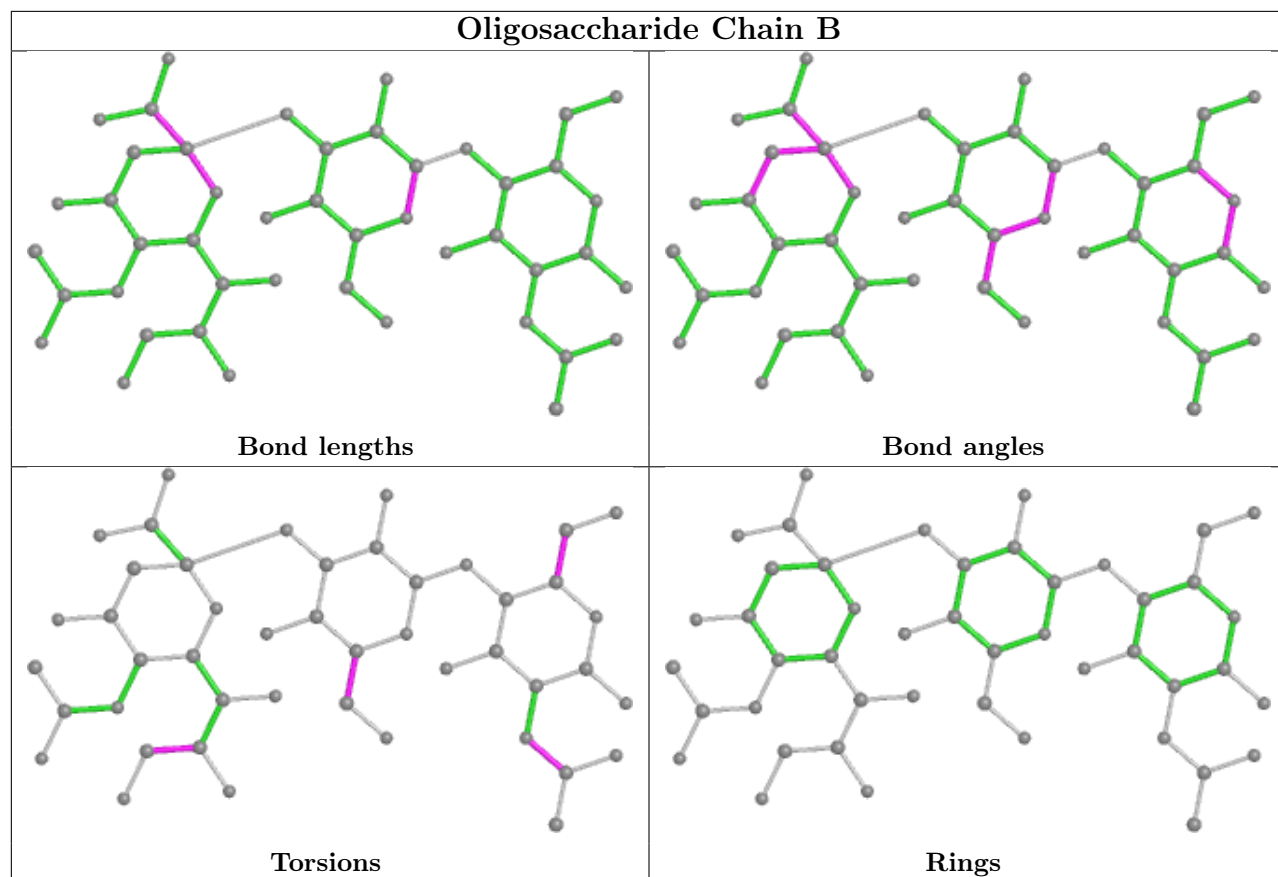 Oligosaccharide Chain B
Bond lengths
Bond angles
Torsions
Rings